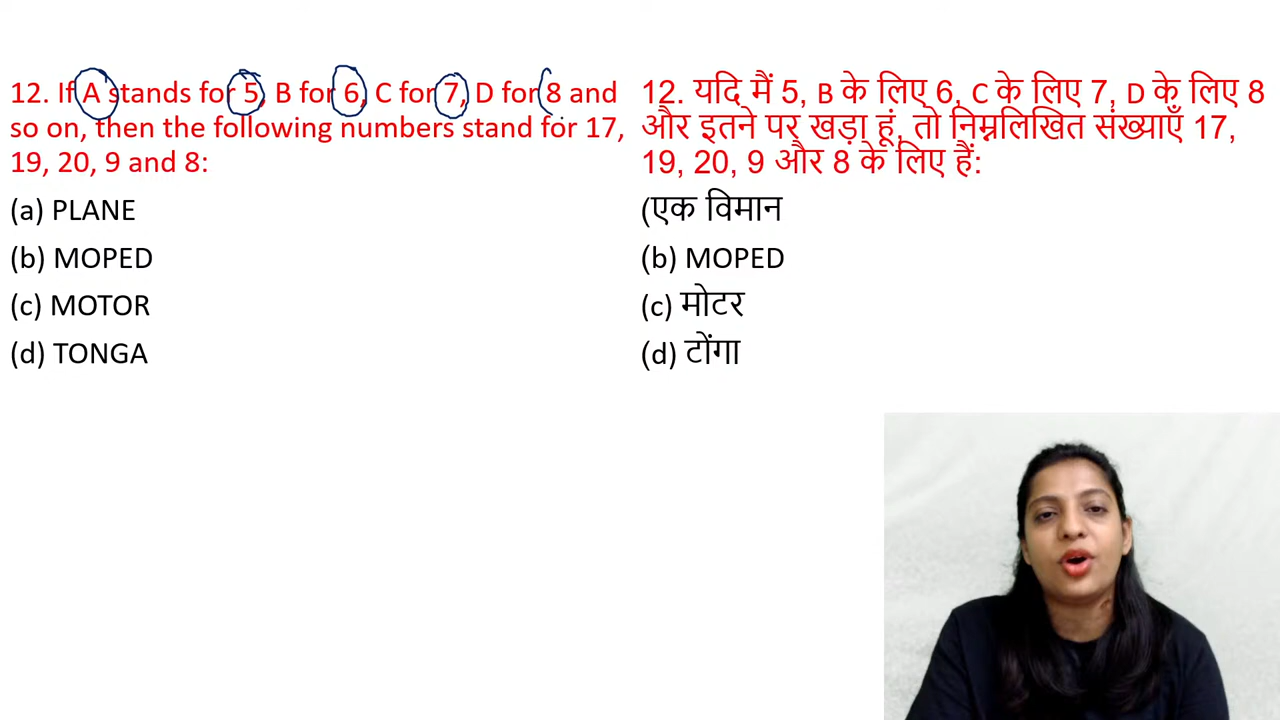 12. If A stands for 5, B for 6, C for 7, D for 8 and
so on, then the following numbers stand for 17,
19, 20, 9 and 8:
(a) PLANE
(b) MOPED
(c) MOTOR
(d) TONGA
12. यदि मैं 5, B के लिए 6, C के लिए 7, D के लिए 8
और इतने पर खड़ा हूं, तो निम्नलिखित संख्याएँ 17,
19, 20, 9 और 8 के लिए हैं:
(एक विमान
(b) MOPED
(c) मोटर
(d) टोंगा